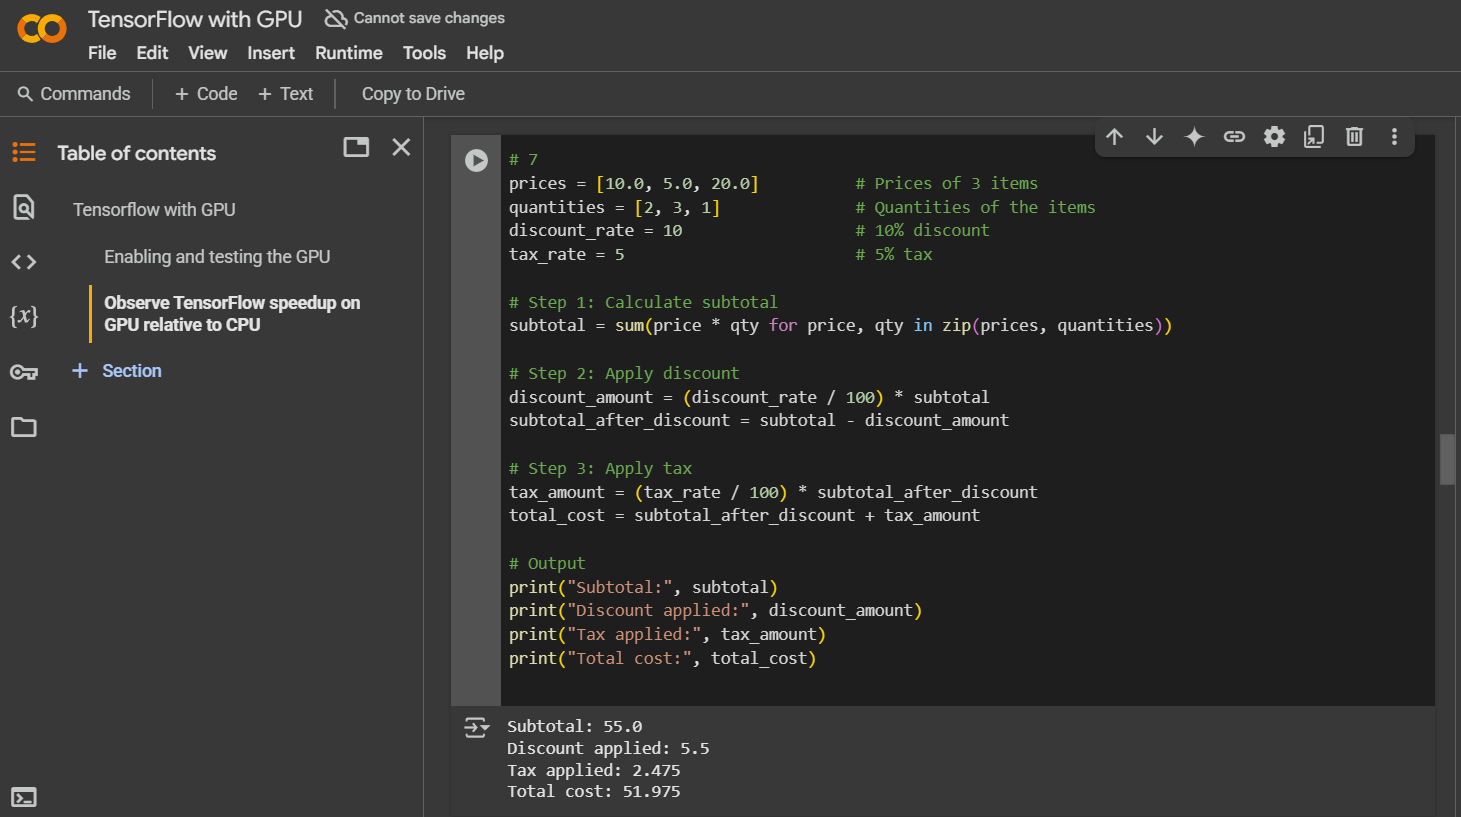 TensorFlow with GPU Cannot save changes
File Edit View Insert Runtime Tools Help
Commands + Code + Text Copy to Drive
Table of contents
Tensorflow with GPU
Enabling and testing the GPU
Observe TensorFlow speedup on
GPU relative to CPU
+ Section
{x}
# 7
prices = [10.0, 5.0, 20.0]          # Prices of 3 items
quantities = [2, 3, 1]              # Quantities of the items
discount_rate = 10                  # 10% discount
tax_rate = 5                        # 5% tax

# Step 1: Calculate subtotal
subtotal = sum(price * qty for price, qty in zip(prices, quantities))

# Step 2: Apply discount
discount_amount = (discount_rate / 100) * subtotal
subtotal_after_discount = subtotal - discount_amount

# Step 3: Apply tax
tax_amount = (tax_rate / 100) * subtotal_after_discount
total_cost = subtotal_after_discount + tax_amount

# Output
print("Subtotal:", subtotal)
print("Discount applied:", discount_amount)
print("Tax applied:", tax_amount)
print("Total cost:", total_cost)

Subtotal: 55.0
Discount applied: 5.5
Tax applied: 2.475
Total cost: 51.975